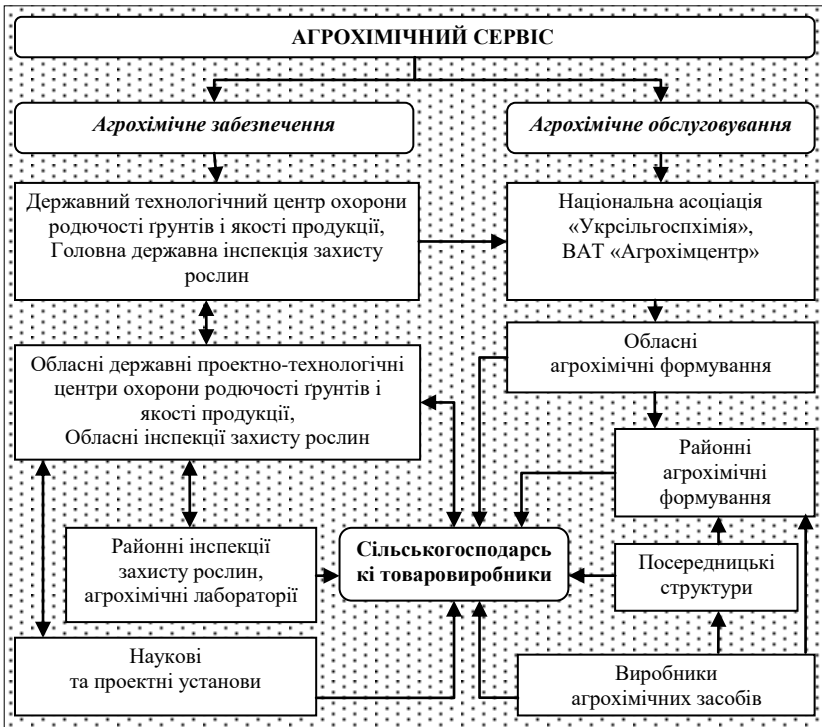 АГРОХІМІЧНИЙ СЕРВІС
Агрохімічне забезпечення
Агрохімічне обслуговування
Державний технологічний центр охорони
родючості ґрунтів і якості продукції,
Головна державна інспекція захисту
рослин
Національна асоціація
«Укрсільгоспхімія»,
ВАТ «Агрохімцентр»
Обласні державні проектно-технологічні
центри охорони родючості ґрунтів і
якості продукції,
Обласні інспекції захисту рослин
Обласні
агрохімічні формування
Районні
агрохімічні
формування
Районні інспекції
захисту рослин,
агрохімічні лабораторії
Сільськогосподарсь
кі товаровиробники
Посередницькі
структури
Наукові
та проектні установи
Виробники
агрохімічних засобів